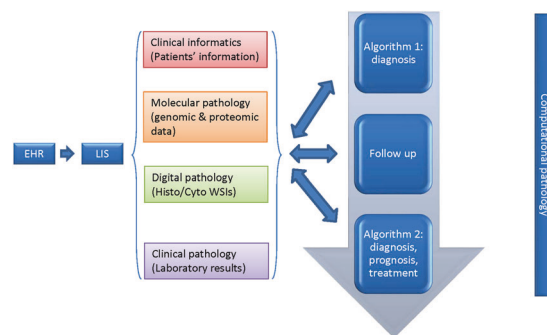 EHR
LIS
Clinical informatics
(Patients' information)
Molecular pathology
(genomic & proteomic
data)
Digital pathology
(Histo/Cyto WSIs)
Clinical pathology
(Laboratory results)
Algorithm 1:
diagnosis
Follow up
Algorithm 2:
diagnosis,
prognosis,
treatment
Computational pathology